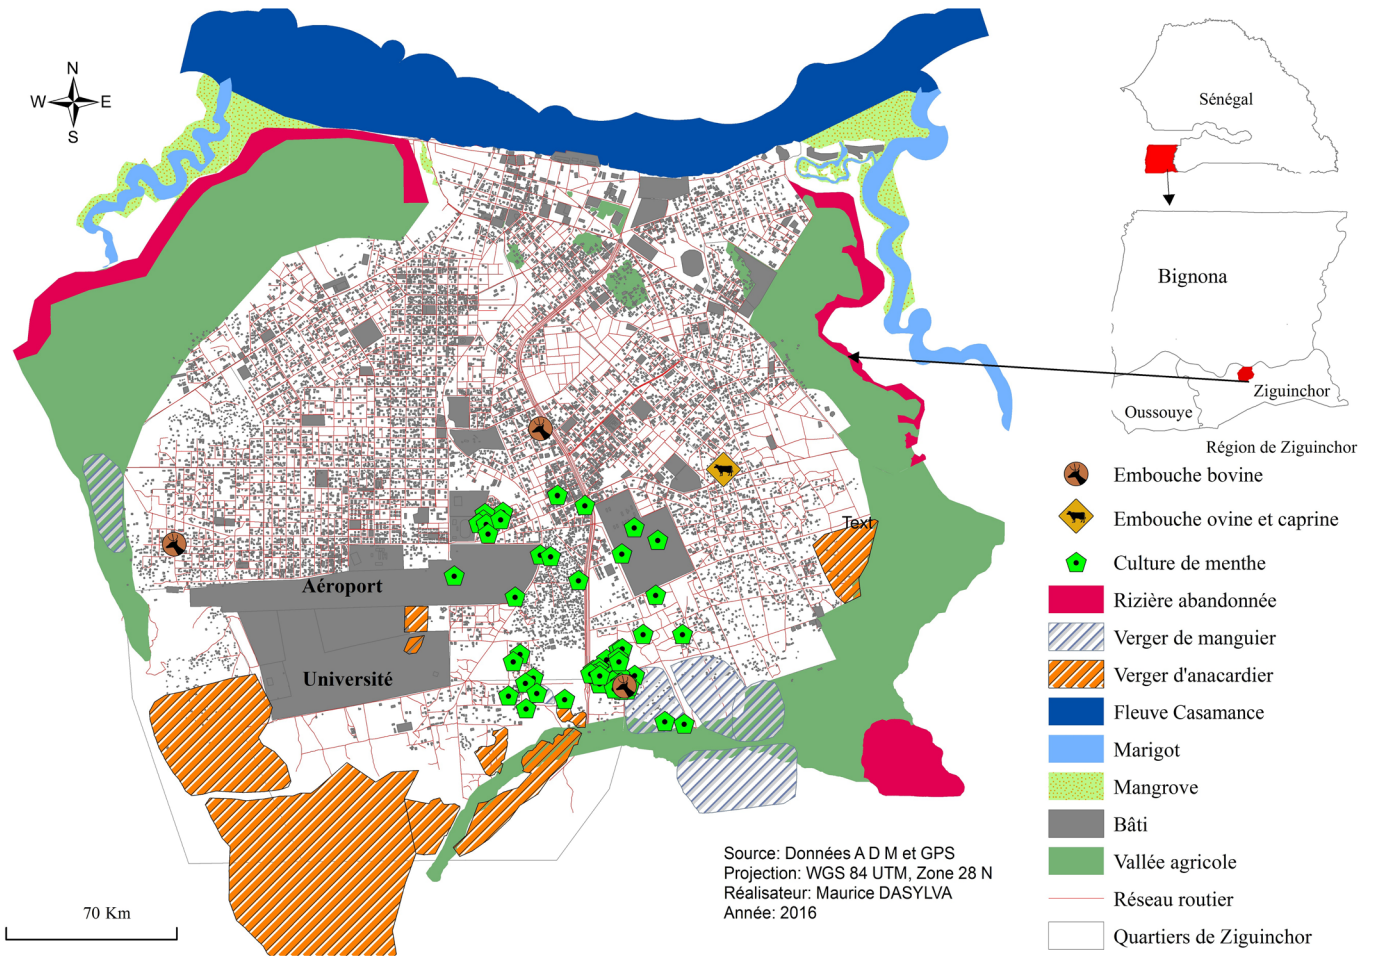 N
W
E
S
Sénégal
Bignona
Ziguinchor
Oussouye
Région de Ziguinchor
Text
Aéroport
Université
Embouche bovine
Embouche ovine et caprine
Culture de menthe
Rizière abandonnée
Verger de manguier
Verger d'anacardier
Fleuve Casamance
Marigot
Mangrove
Bâti
Vallée agricole
Réseau routier
Quartiers de Ziguinchor
Source: Données A D M et GPS
Projection: WGS 84 UTM, Zone 28 N
Réalisateur: Maurice DASYLVA
Année: 2016
70 Km